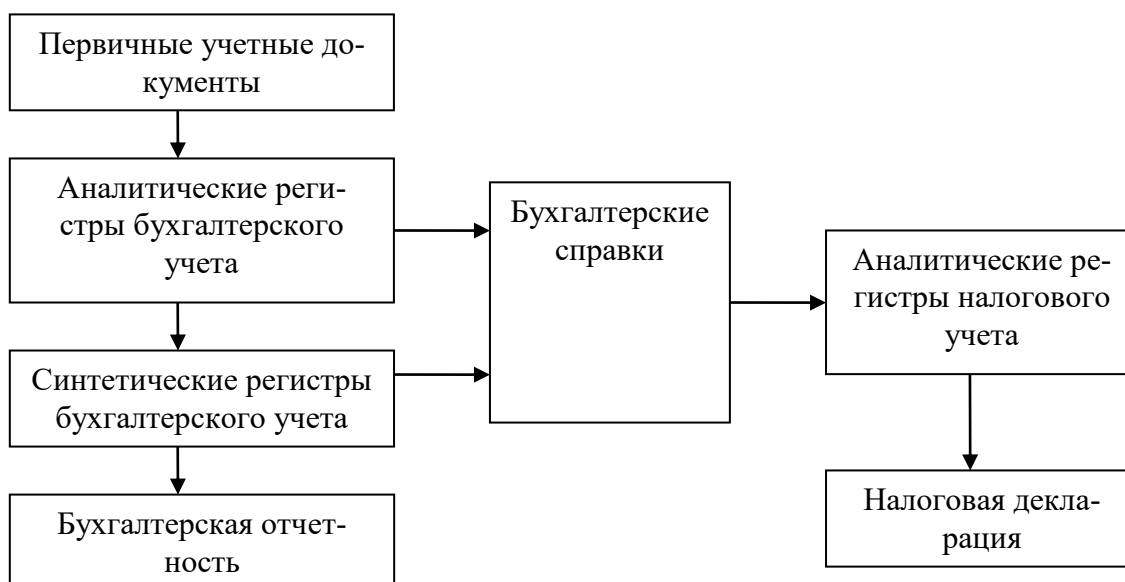 Первичные учетные до-
кументы
Аналитические реги-
стры бухгалтерского
учета
Синтетические регистры
бухгалтерского учета
Бухгалтерская отчет-
ность
Бухгалтерские
справки
Аналитические ре-
гистры налогового
учета
Налоговая декла-
рация